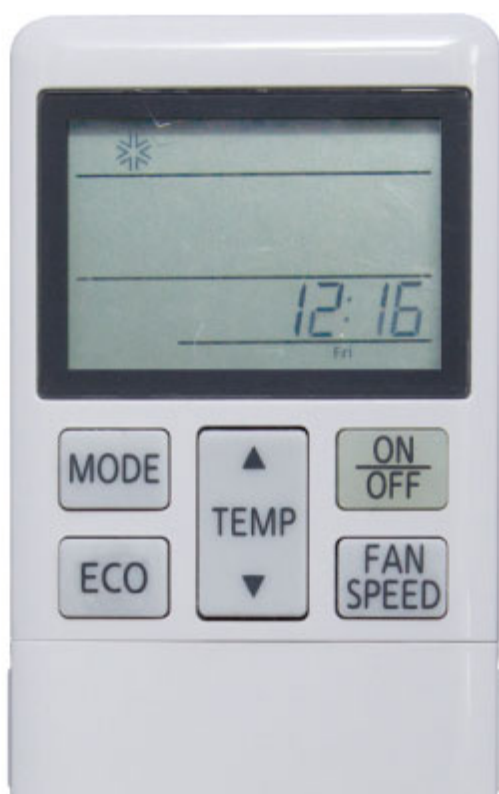 12:16
Fri
MODE
▲
TEMP
▼
ON
OFF
ECO
FAN
SPEED